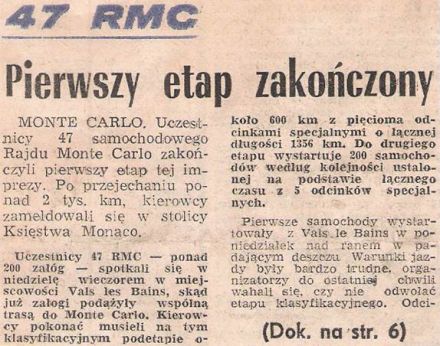 47 RMC
Pierwszy etap zakończony
MONTE CARLO. Uczest-
nicy 47 samochodowego
Rajdu Monte Carlo zakoń-
czyli pierwszy etap tej im-
prezy. Po przejechaniu po-
nad 2 tys. km, kierowcy
zameldowali się w stolicy
Księstwa Monaco.
Uczestnicy 47 RMC — ponad
200 załóg — spotkali się w
niedzielę wieczorem w miej-
scowości Vals les Bains, skąd
już załogi podążyły wspólną
trasą do Monte Carlo. Kierow-
cy pokonać musieli na tym
klasyfikacyjnym podetapie o-
koło 600 km z pięcioma od-
cinkami specjalnymi o łącznej
długości 1356 km. Do drugiego
etapu wystartuje 200 samocho-
dów według kolejności ustalo-
nej na podstawie łącznego
czasu z 5 odcinków specjal-
nych.
Pierwsze samochody wystar-
towały z Vals le Bains w po-
niedziałek nad ranem w pa-
dającym deszczu Warunki jaz-
dy były bardzo trudne, orga-
nizatorzy do ostatniej chwili
wahali się, czy nie odwołać
etapu klasyfikacyjnego. Odci-
(Dok. na str. 6)